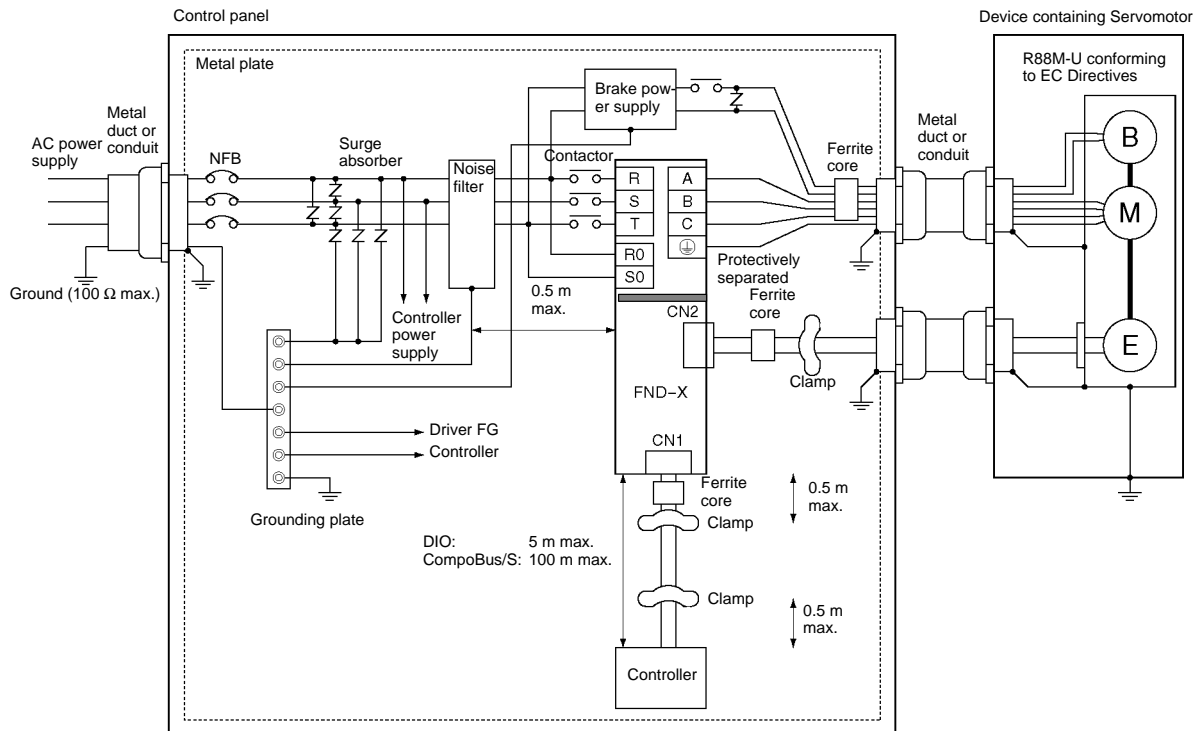 Control panel
Device containing Servomotor
Metal plate
R88M-U conforming
to EC Directives
Brake pow-
er supply
Metal
duct or
conduit
AC power
supply
NFB
Surge
absorber
Noise
filter
Contactor
Ferrite
core
Metal
duct or
conduit
B
M
E
R
S
T
R0
S0
A
B
C
Ground (100 Ω max.)
Protectively
separated
Ferrite
core
0.5 m
max.
Controller
power
supply
CN2
Clamp
FND-X
Driver FG
Controller
CN1
Grounding plate
Ferrite
core
0.5 m
max.
Clamp
DIO: 5 m max.
CompoBus/S: 100 m max.
Clamp
0.5 m
max.
Controller